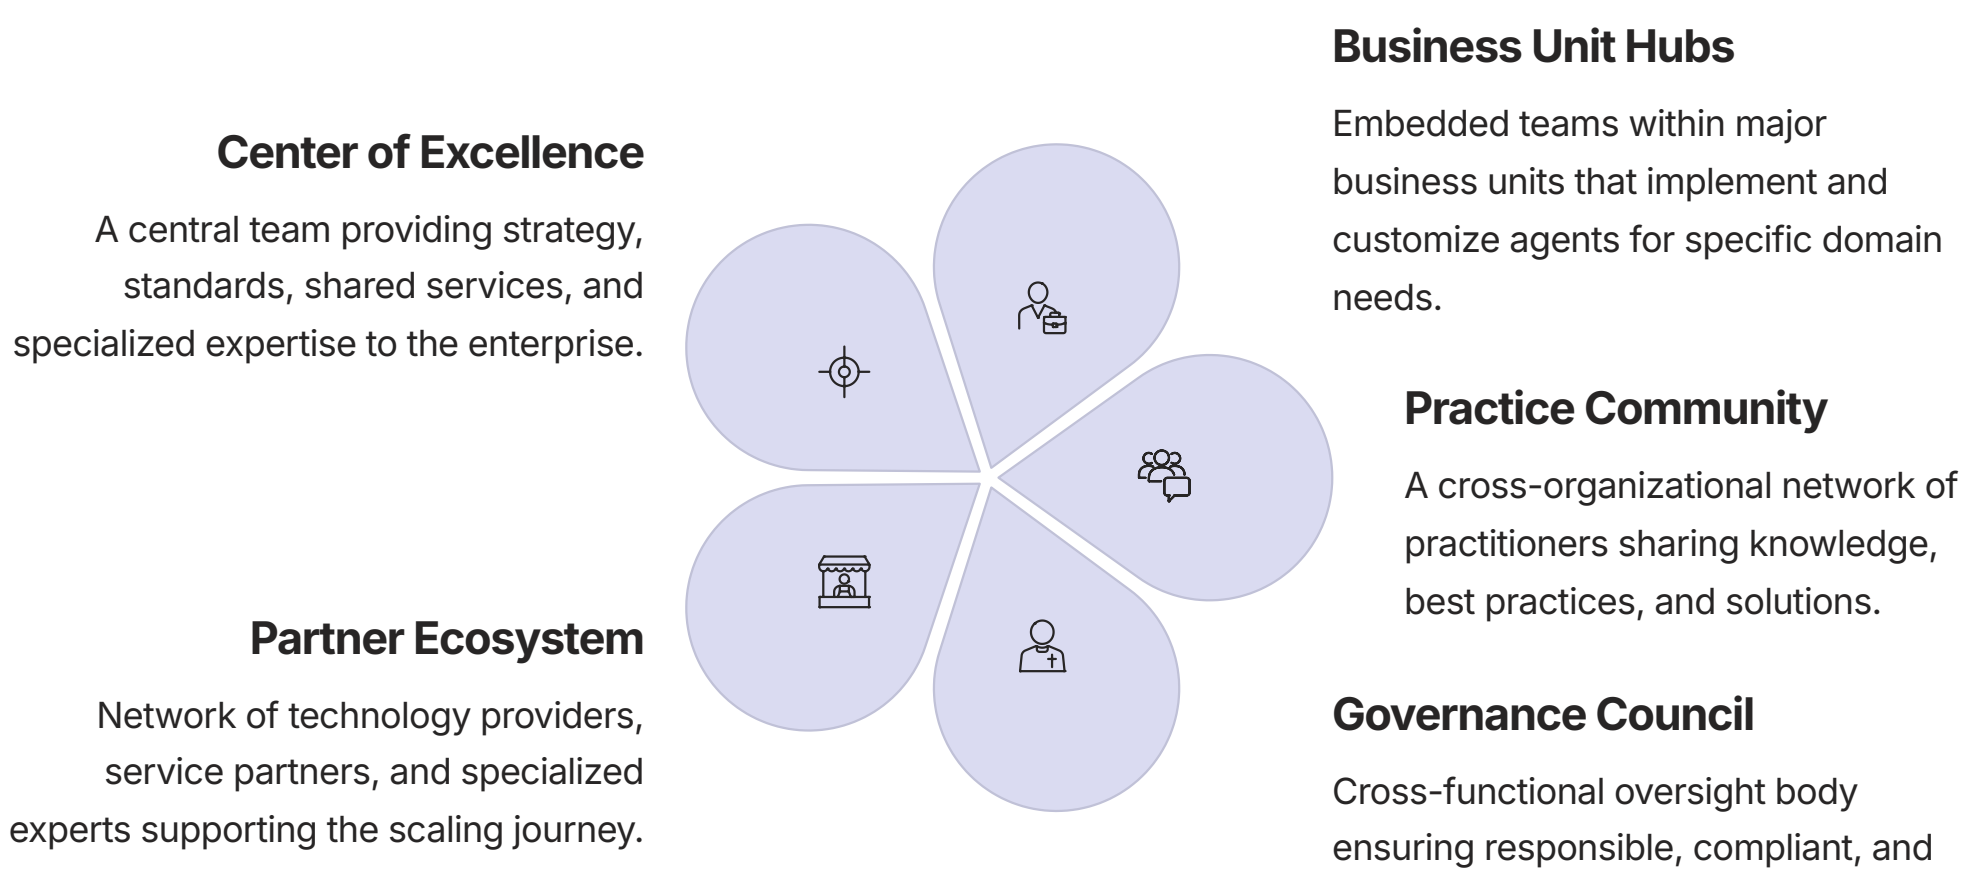 Center of Excellence
A central team providing strategy,
standards, shared services, and
specialized expertise to the enterprise.
Business Unit Hubs
Embedded teams within major
business units that implement and
customize agents for specific domain
needs.
Practice Community
A cross-organizational network of
practitioners sharing knowledge,
best practices, and solutions.
Governance Council
Cross-functional oversight body
ensuring responsible, compliant, and
Partner Ecosystem
Network of technology providers,
service partners, and specialized
experts supporting the scaling journey.